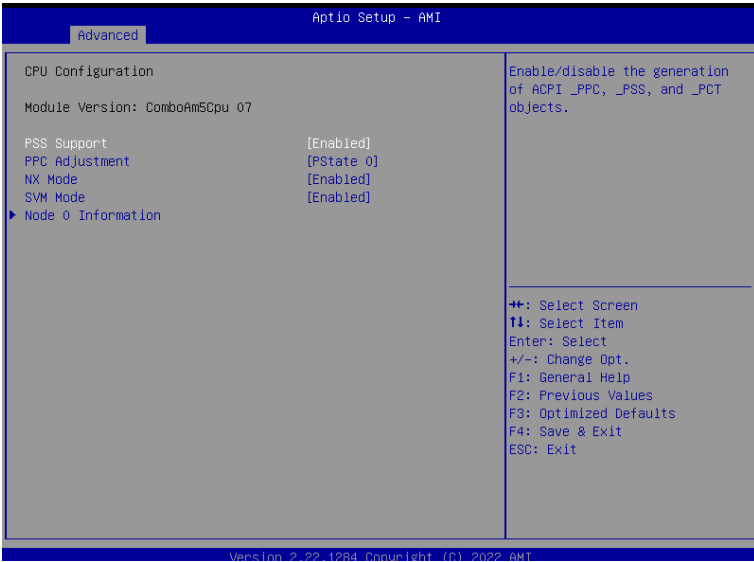 Aptio Setup – AMI
Advanced
CPU Configuration
Module Version: ComboAm5Cpu 07
PSS Support [Enabled]
PPC Adjustment [PState 0]
NX Mode [Enabled]
SVM Mode [Enabled]
Node 0 Information
Enable/disable the generation
of ACPI _PPC, _PSS, and _PCT
objects.
→←: Select Screen
↑↓: Select Item
Enter: Select
+/-: Change Opt.
F1: General Help
F2: Previous Values
F3: Optimized Defaults
F4: Save & Exit
ESC: Exit
Version 2.22.1284 Copyright (C) 2022 AMI